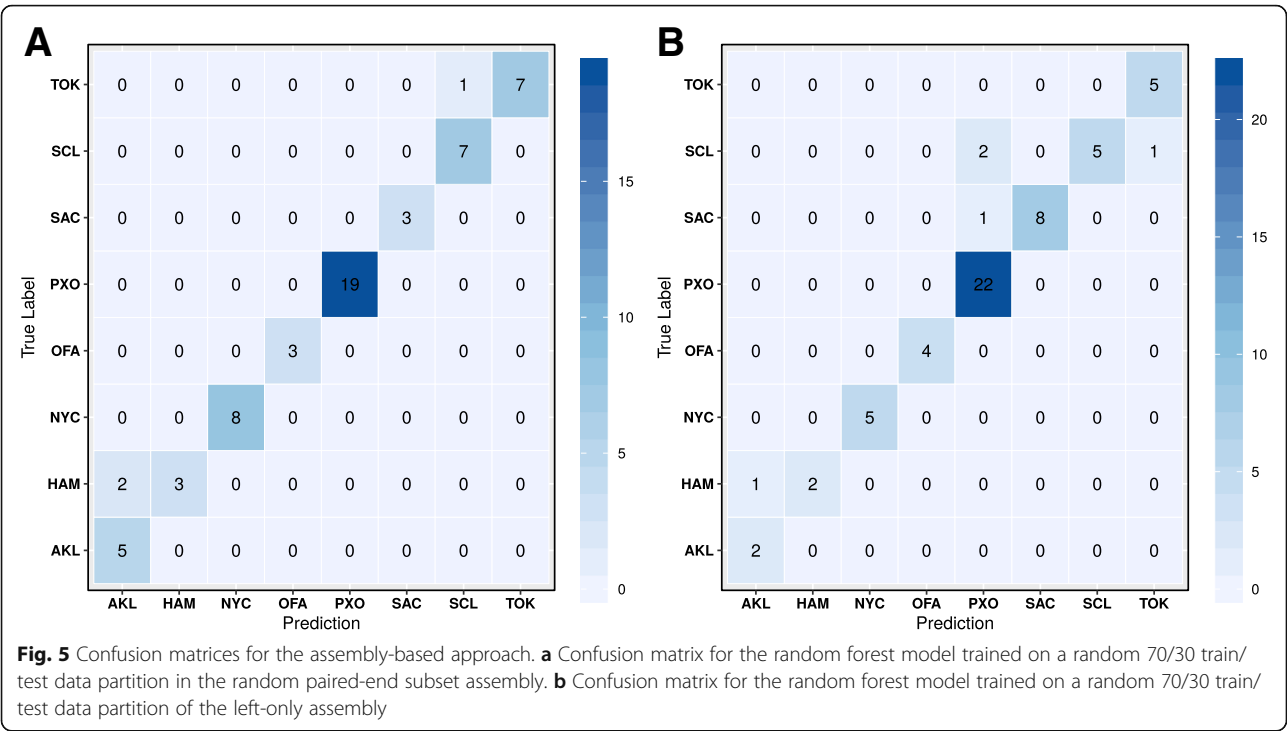 A
TOK 0 0 0 0 0 0 1 7
SCL 0 0 0 0 0 0 7 0
SAC 0 0 0 0 0 3 0 0
PXO 0 0 0 0 19 0 0 0
OFA 0 0 0 3 0 0 0 0
NYC 0 0 8 0 0 0 0 0
HAM 2 3 0 0 0 0 0 0
AKL 5 0 0 0 0 0 0 0
AKL HAM NYC OFA PXO SAC SCL TOK
Prediction
True Label
15
10
5
0
B
TOK 0 0 0 0 0 0 0 5
SCL 0 0 0 0 2 0 5 1
SAC 0 0 0 0 1 8 0 0
PXO 0 0 0 0 22 0 0 0
OFA 0 0 0 4 0 0 0 0
NYC 0 0 5 0 0 0 0 0
HAM 1 2 0 0 0 0 0 0
AKL 2 0 0 0 0 0 0 0
AKL HAM NYC OFA PXO SAC SCL TOK
Prediction
True Label
20
15
10
5
0
Fig. 5 Confusion matrices for the assembly-based approach. a Confusion matrix for the random forest model trained on a random 70/30 train/
test data partition in the random paired-end subset assembly. b Confusion matrix for the random forest model trained on a random 70/30 train/
test data partition of the left-only assembly